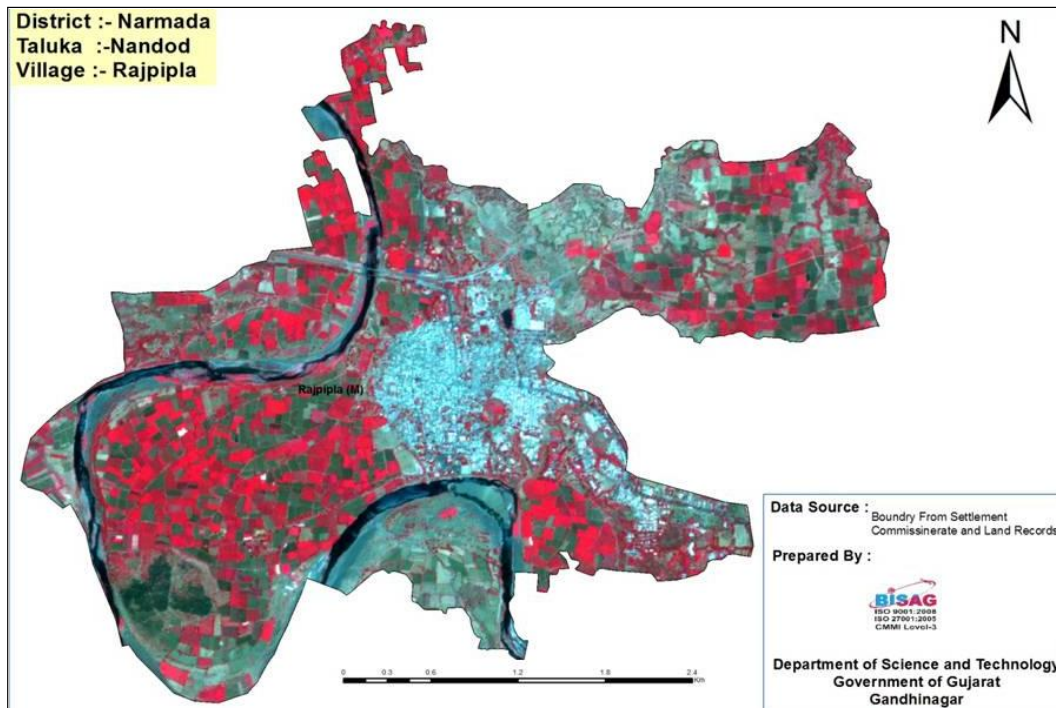 District :- Narmada
Taluka :-Nandod
Village :- Rajpipla
N
Rajpipla (M)
Data Source : Boundry From Settlement
Commissinerate and Land Records
Prepared By :
BISAG
ISO 9001:2008
ISO 27001:2005
CMMI Level-3
0 0.3 0.6 1.2 1.8 2.4
Km
Department of Science and Technology
Government of Gujarat
Gandhinagar